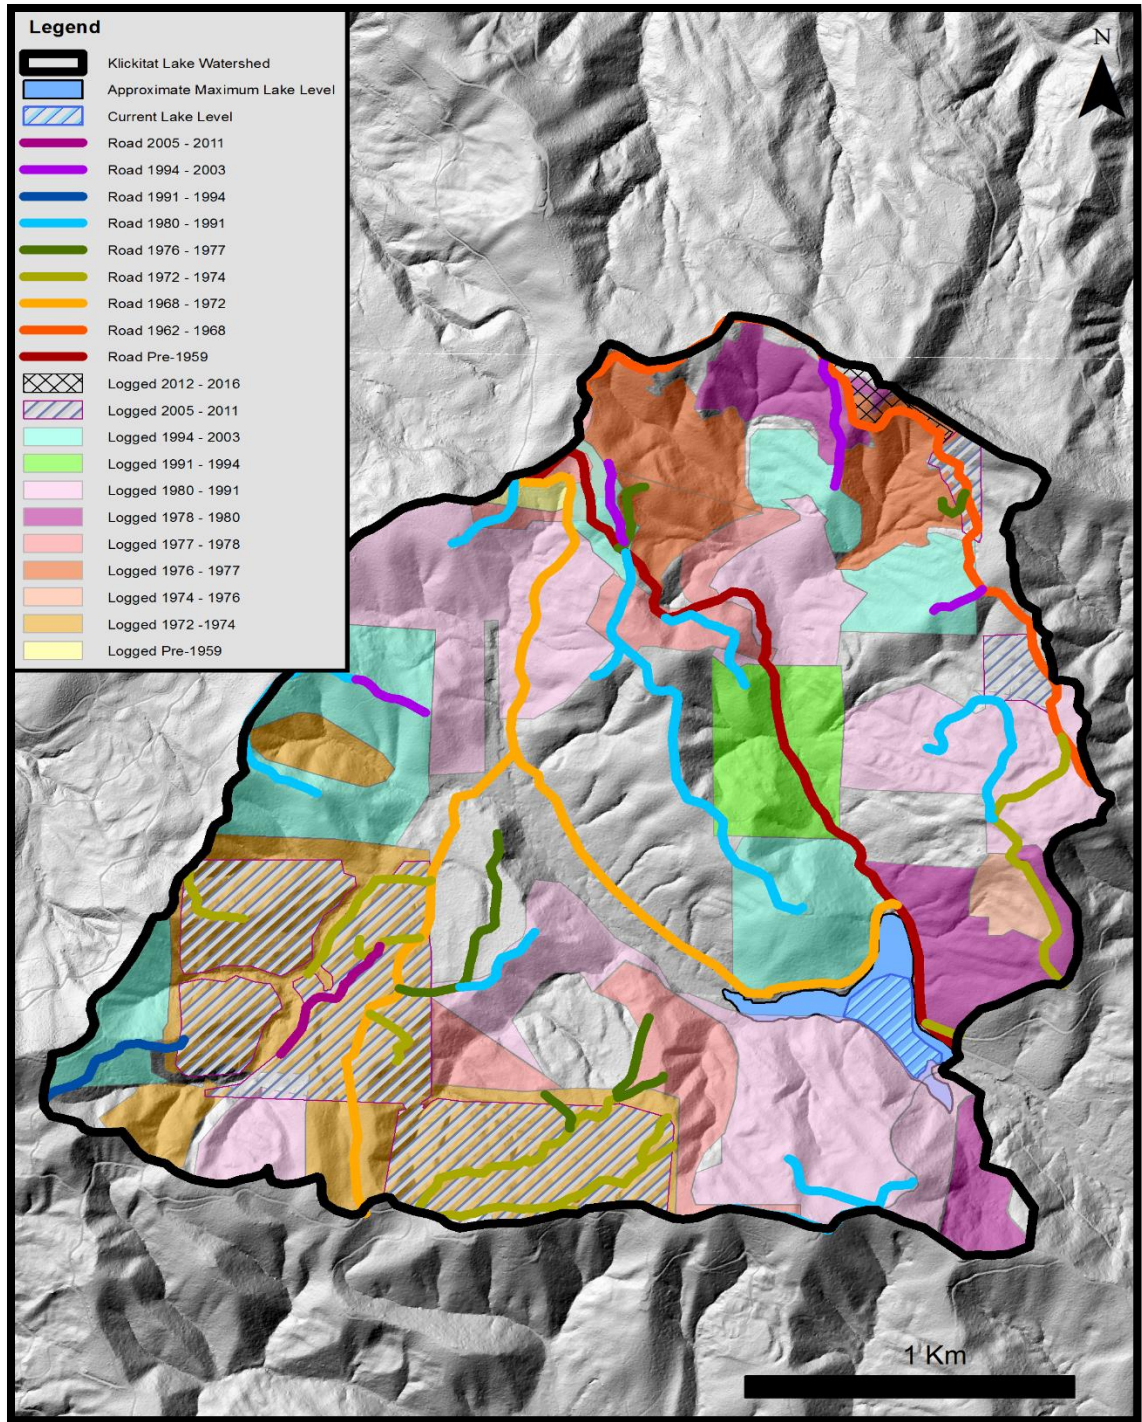 Legend
Klickitat Lake Watershed
Approximate Maximum Lake Level
Current Lake Level
Road 2005 - 2011
Road 1994 - 2003
Road 1991 - 1994
Road 1980 - 1991
Road 1976 - 1977
Road 1972 - 1974
Road 1968 - 1972
Road 1962 - 1968
Road Pre-1959
Logged 2012 - 2016
Logged 2005 - 2011
Logged 1994 - 2003
Logged 1991 - 1994
Logged 1980 - 1991
Logged 1978 - 1980
Logged 1977 - 1978
Logged 1976 - 1977
Logged 1974 - 1976
Logged 1972 -1974
Logged Pre-1959
N
1 Km